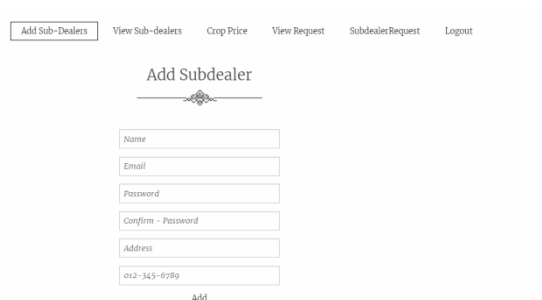 Add Sub-Dealers View Sub-dealers Crop Price View Request SubdealerRequest Logout
Add Subdealer
Name
Email
Password
Confirm - Password
Address
012-345-6789
Add